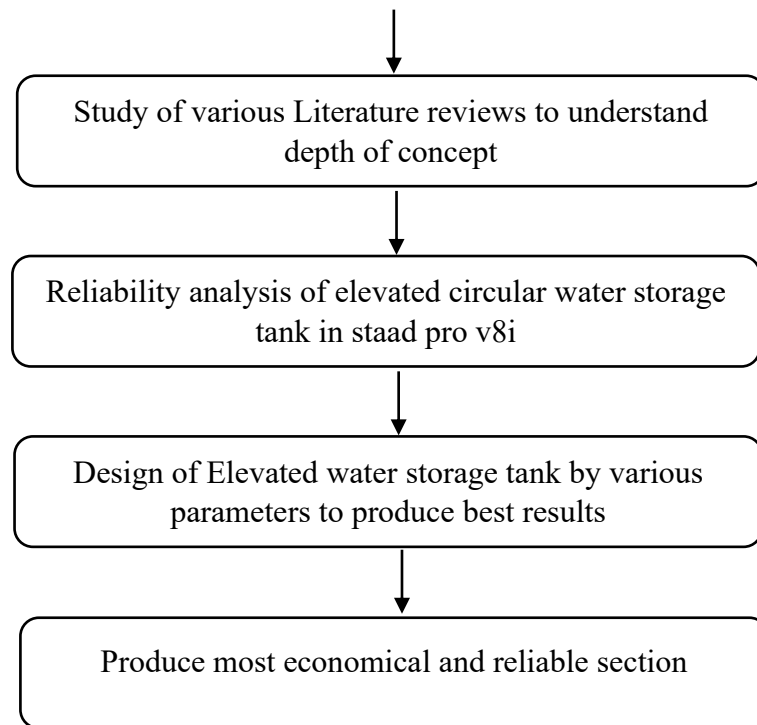 Study of various Literature reviews to understand
depth of concept
Reliability analysis of elevated circular water storage
tank in staad pro v8i
Design of Elevated water storage tank by various
parameters to produce best results
Produce most economical and reliable section